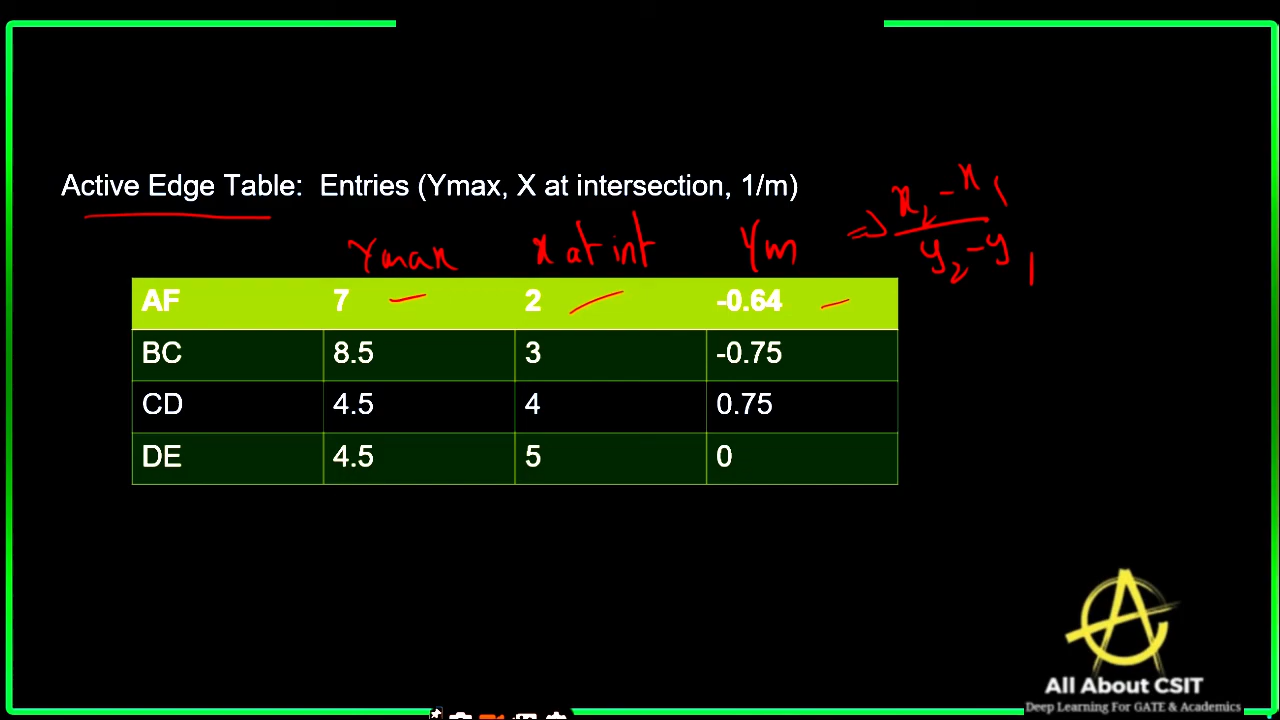 Active Edge Table: Entries (Ymax, X at intersection, 1/m)
x2 - x1
⇒
y2 - y1
Ymax X at int 1/m
AF 7 2 -0.64
BC 8.5 3 -0.75
CD 4.5 4 0.75
DE 4.5 5 0
All About CSIT
Deep Learning For GATE & Academics